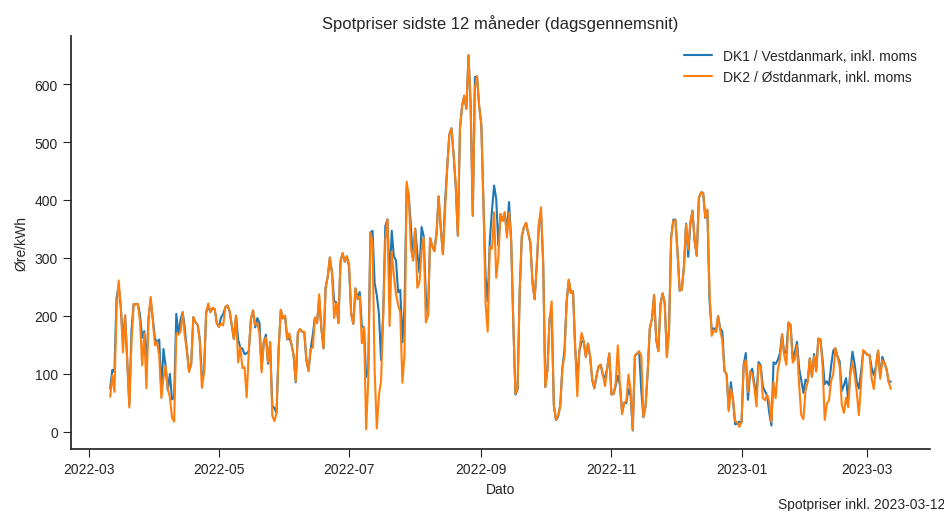 Spotpriser sidste 12 måneder (dagsgennemsnit)
DK1 / Vestdanmark, inkl. moms
DK2 / Østdanmark, inkl. moms
Øre/kWh
600
500
400
300
200
100
0
2022-03 2022-05 2022-07 2022-09 2022-11 2023-01 2023-03
Dato
Spotpriser inkl. 2023-03-12